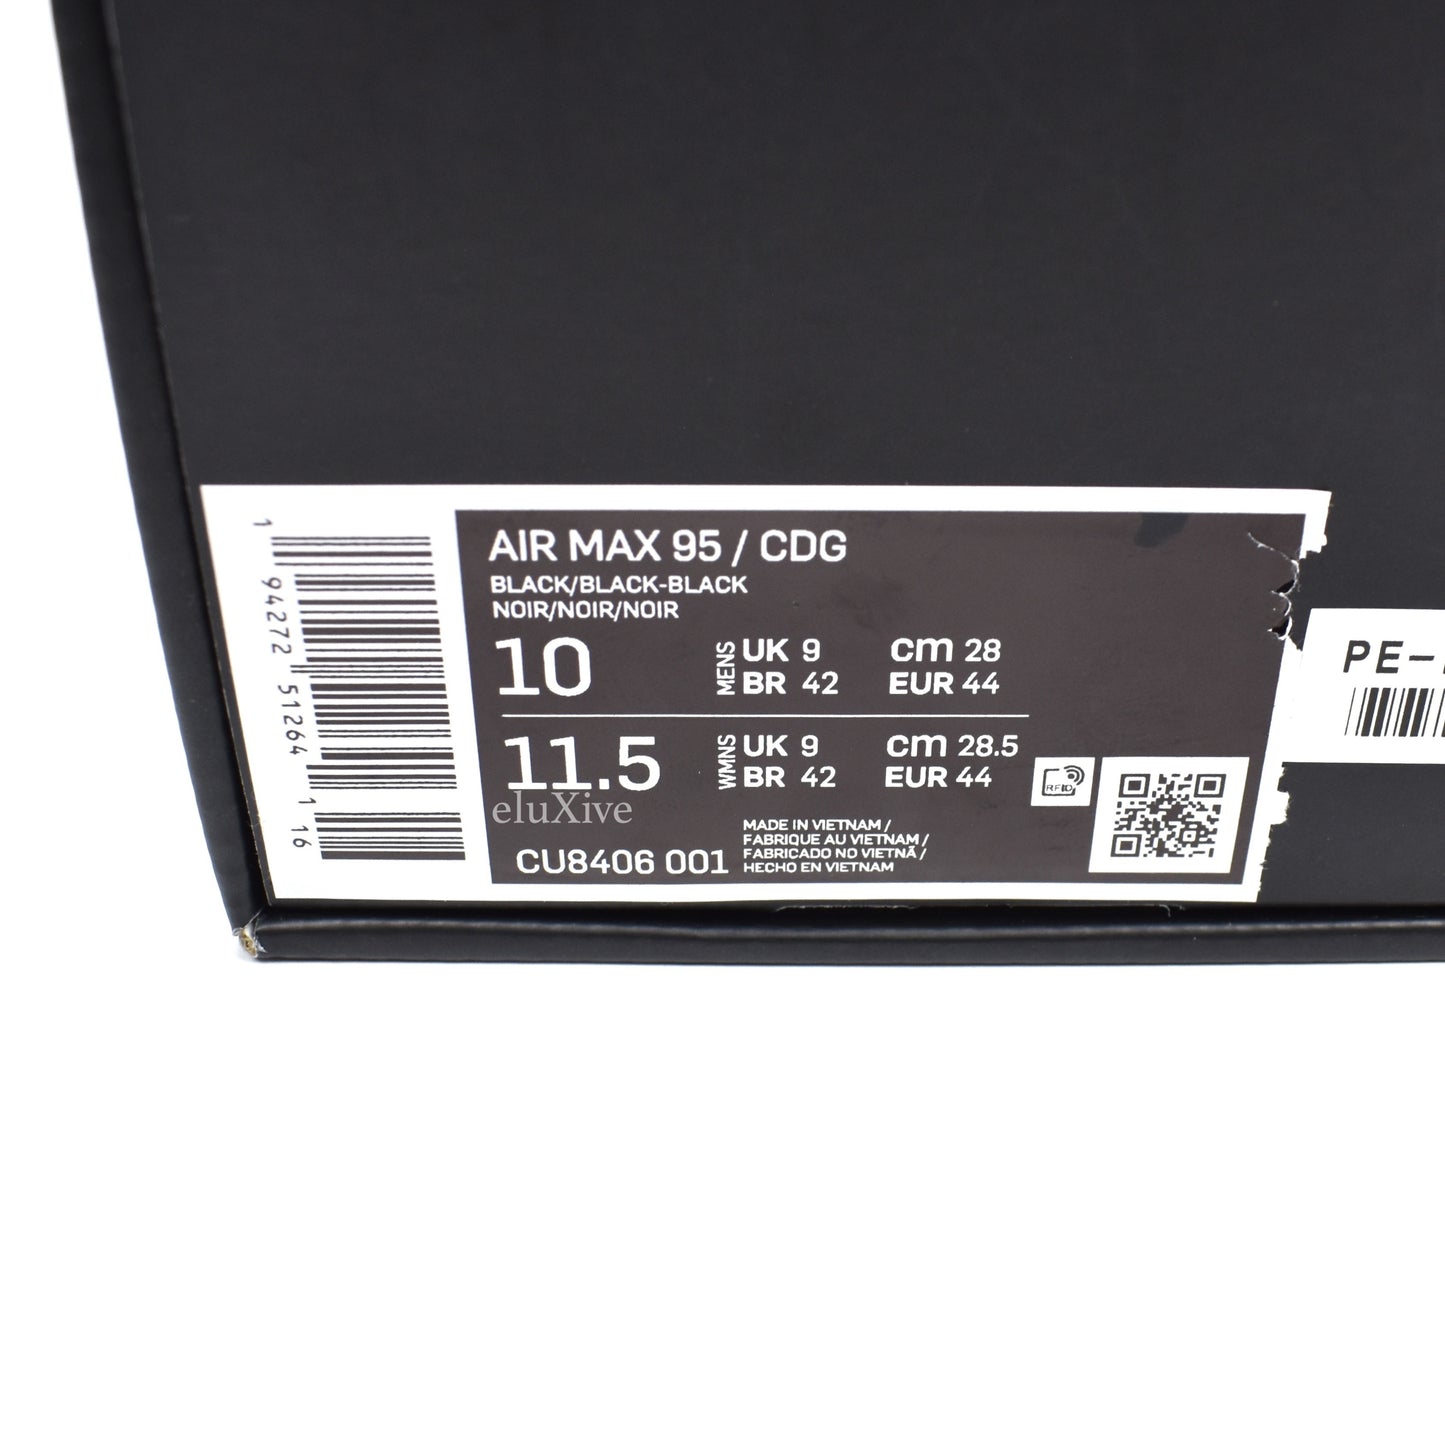 AIR MAX 95 / CDG
BLACK/BLACK-BLACK
NOIR/NOIR/NOIR
10 MENS UK 9 cm 28
BR 42 EUR 44
11.5 WMNS UK 9 cm 28.5
BR 42 EUR 44
RFID
eluXive
MADE IN VIETNAM /
FABRIQUE AU VIETNAM /
FABRICADO NO VIETNÃ /
HECHO EN VIETNAM
CU8406 001
1 94272 51264 1 16
PE-